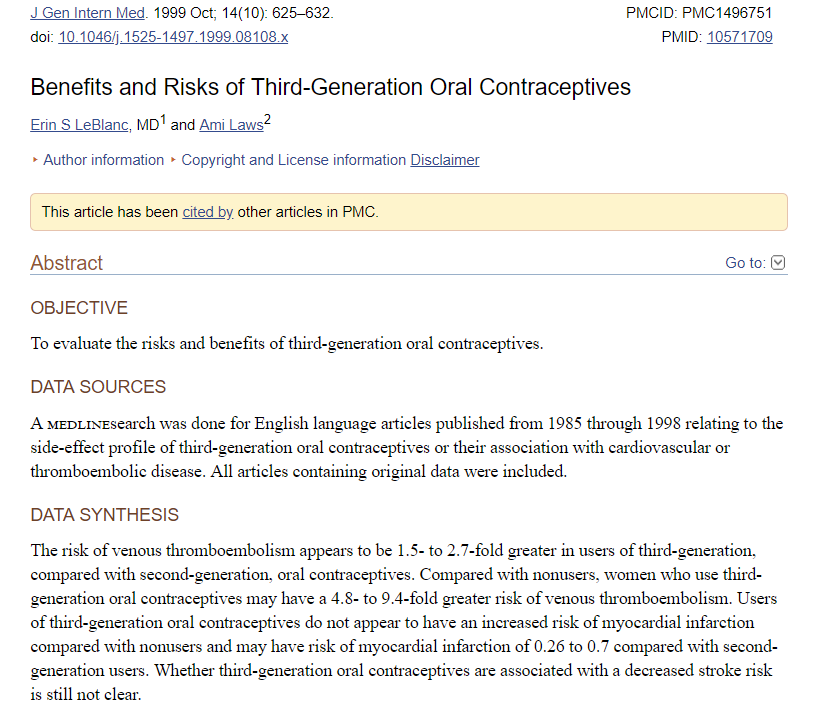 J Gen Intern Med. 1999 Oct; 14(10): 625–632.
PMCID: PMC1496751
doi: 10.1046/j.1525-1497.1999.08108.x
PMID: 10571709
Benefits and Risks of Third-Generation Oral Contraceptives
Erin S LeBlanc, MD1 and Ami Laws2
▸ Author information ▸ Copyright and License information Disclaimer
This article has been cited by other articles in PMC.
Abstract
Go to:
OBJECTIVE
To evaluate the risks and benefits of third-generation oral contraceptives.
DATA SOURCES
A MEDLINEsearch was done for English language articles published from 1985 through 1998 relating to the
side-effect profile of third-generation oral contraceptives or their association with cardiovascular or
thromboembolic disease. All articles containing original data were included.
DATA SYNTHESIS
The risk of venous thromboembolism appears to be 1.5- to 2.7-fold greater in users of third-generation,
compared with second-generation, oral contraceptives. Compared with nonusers, women who use third-
generation oral contraceptives may have a 4.8- to 9.4-fold greater risk of venous thromboembolism. Users
of third-generation oral contraceptives do not appear to have an increased risk of myocardial infarction
compared with nonusers and may have risk of myocardial infarction of 0.26 to 0.7 compared with second-
generation users. Whether third-generation oral contraceptives are associated with a decreased stroke risk
is still not clear.